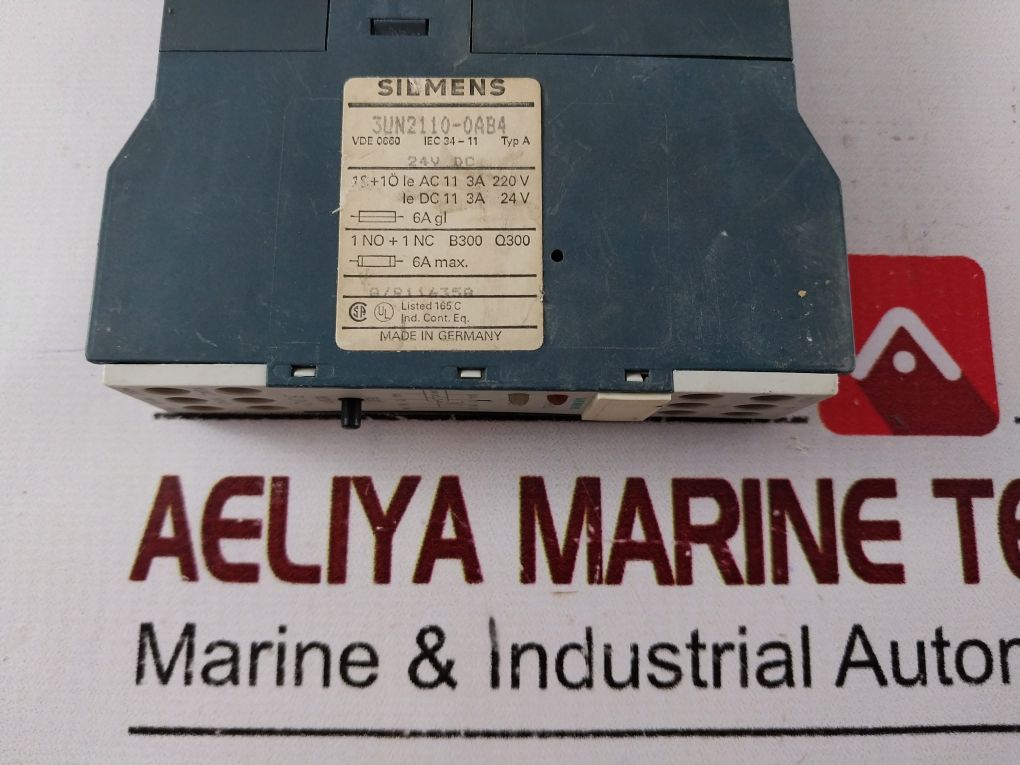 SIEMENS
3UN2110-0AB4
VDE 0660 IEC 34-11 Typ A
24V DC
1S+1Ö Ie AC 11 3A 220 V
Ie DC 11 3A 24 V
6A gl
1 NO + 1 NC B300 Q300
6A max.
Listed 165 C
Ind. Cont. Eq.
MADE IN GERMANY
AELIYA MARINE TE
Marine & Industrial Autom